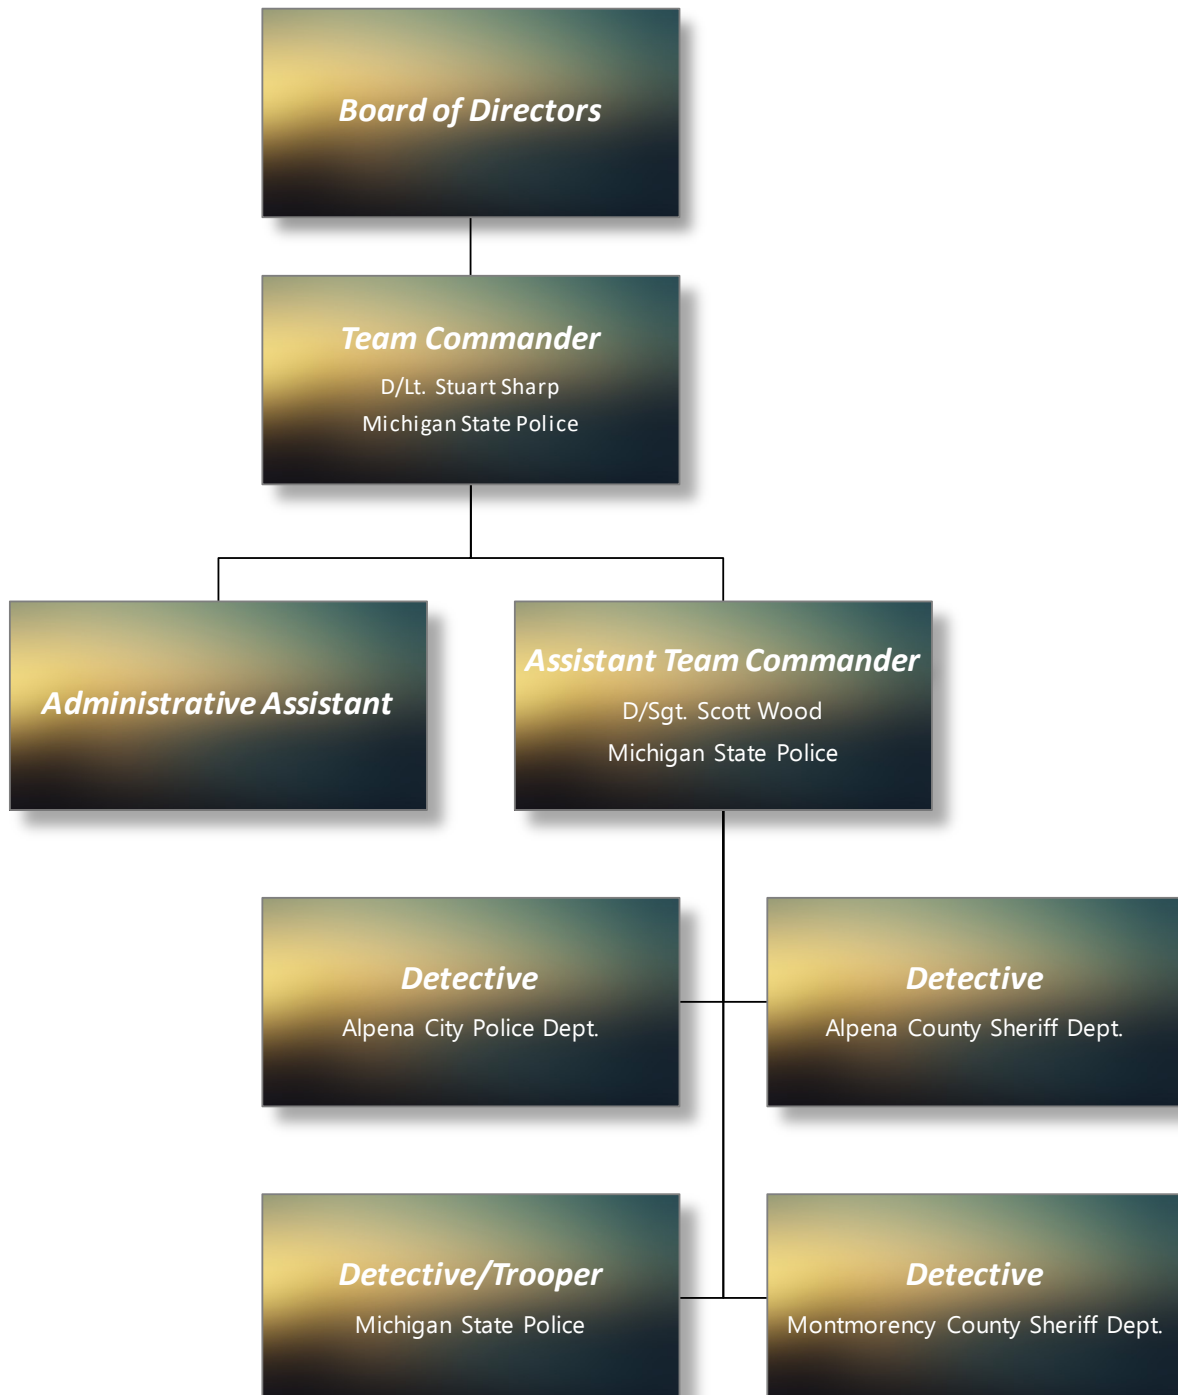 Board of Directors
Team Commander
D/Lt. Stuart Sharp
Michigan State Police
Administrative Assistant
Assistant Team Commander
D/Sgt. Scott Wood
Michigan State Police
Detective
Alpena City Police Dept.
Detective
Alpena County Sheriff Dept.
Detective/Trooper
Michigan State Police
Detective
Montmorency County Sheriff Dept.